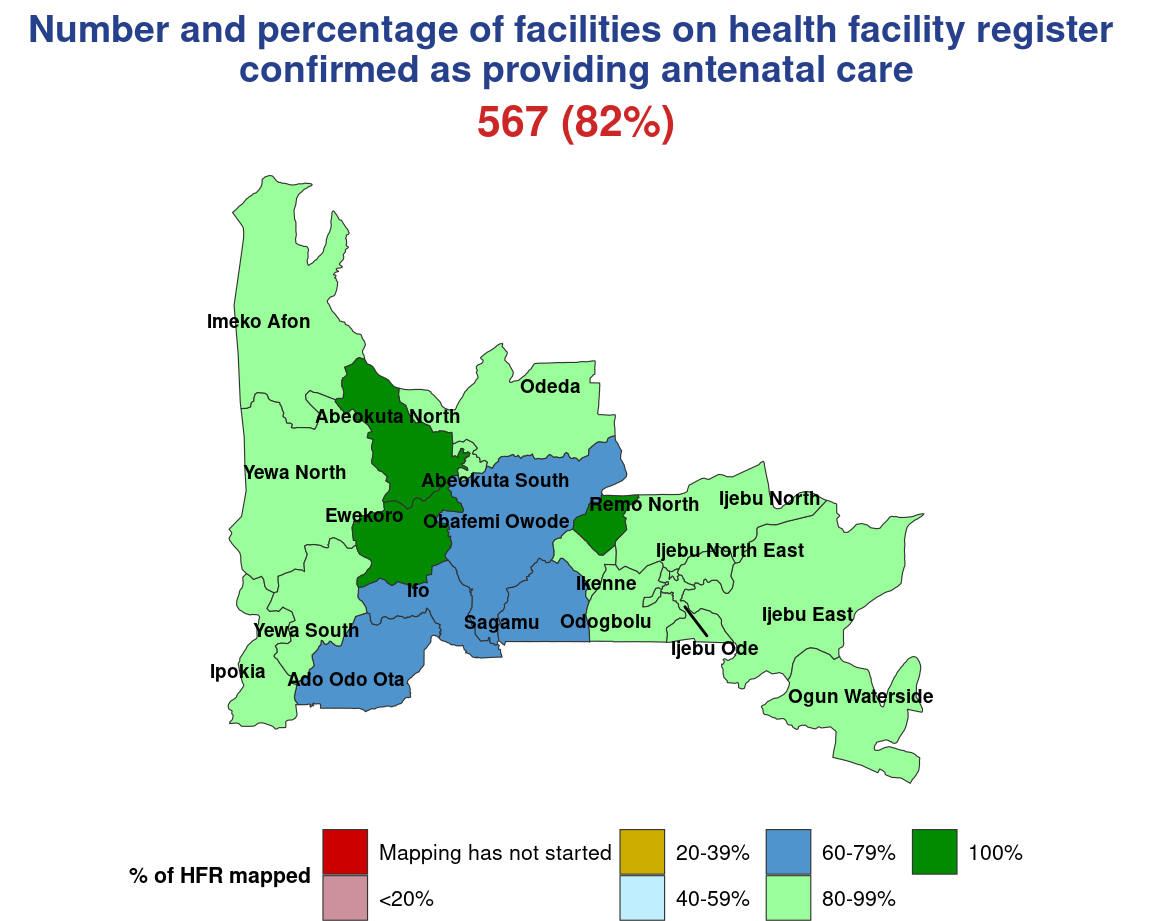 Number and percentage of facilities on health facility register
confirmed as providing antenatal care
567 (82%)
Imeko Afon
Odeda
Abeokuta North
Yewa North
Abeokuta South
Ijebu North
Remo North
Ewekoro
Obafemi Owode
Ijebu North East
Ikenne
Ifo
Ijebu East
Odogbolu
Sagamu
Yewa South
Ijebu Ode
Ipokia
Ado Odo Ota
Ogun Waterside
% of HFR mapped
Mapping has not started
<20%
20-39%
40-59%
60-79%
80-99%
100%